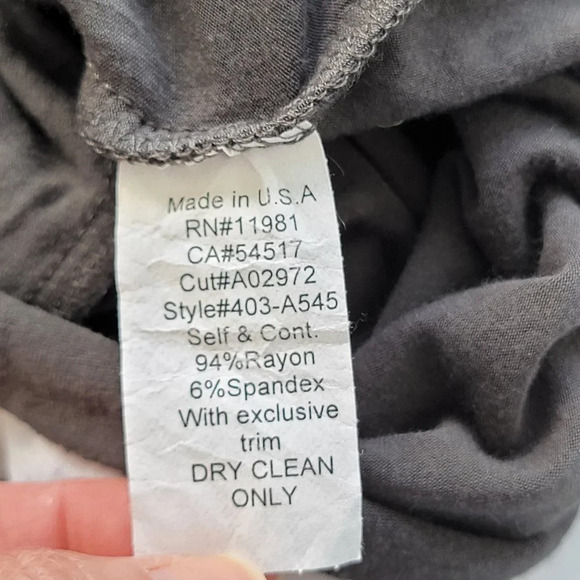 Made in U.S.A
RN#11981
CA#54517
Cut#A02972
Style#403-A545
Self & Cont.
94%Rayon
6%Spandex
With exclusive
trim
DRY CLEAN
ONLY